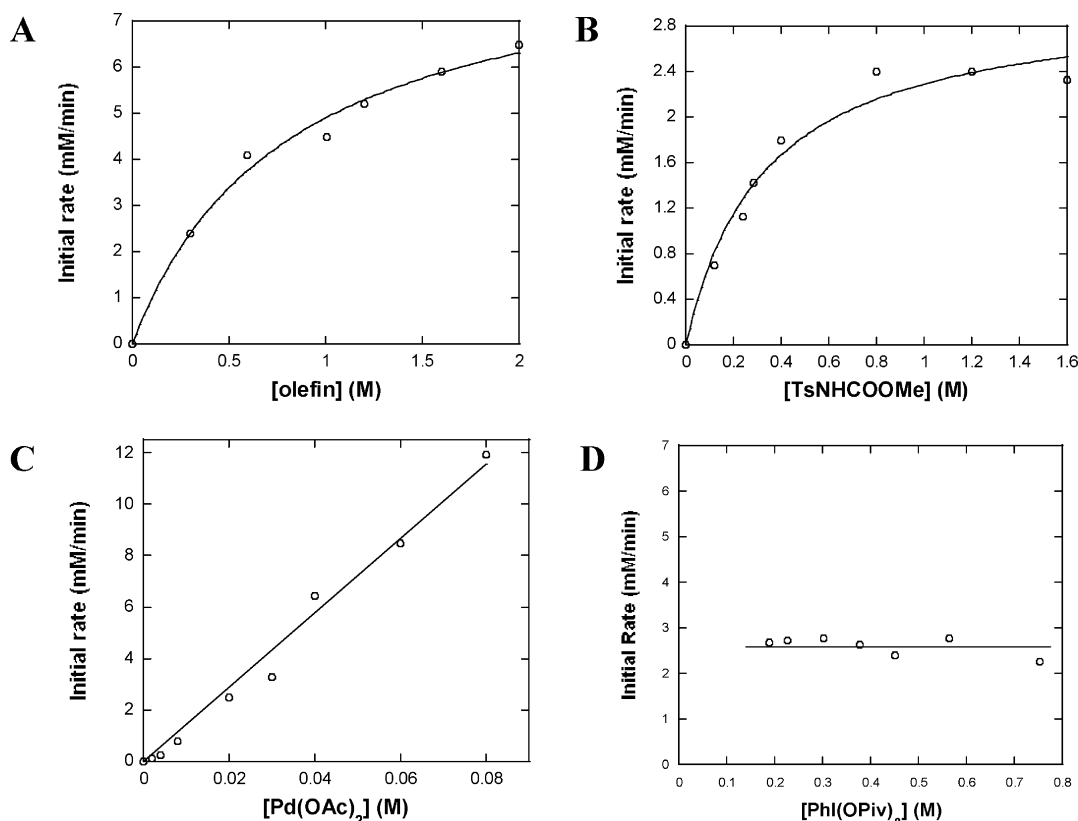 A
Initial rate (mM/min)
7
6
5
4
3
2
1
0
0 0.5 1 1.5 2
[olefin] (M)
B
Initial rate (mM/min)
2.8
2.4
2
1.6
1.2
0.8
0.4
0
0 0.2 0.4 0.6 0.8 1 1.2 1.4 1.6
[TsNHCOOMe] (M)
C
Initial rate (mM/min)
12
10
8
6
4
2
0
0 0.02 0.04 0.06 0.08
[Pd(OAc)2] (M)
D
Initial Rate (mM/min)
7
6
5
4
3
2
1
0
0 0.1 0.2 0.3 0.4 0.5 0.6 0.7 0.8
[PhI(OPiv)2] (M)